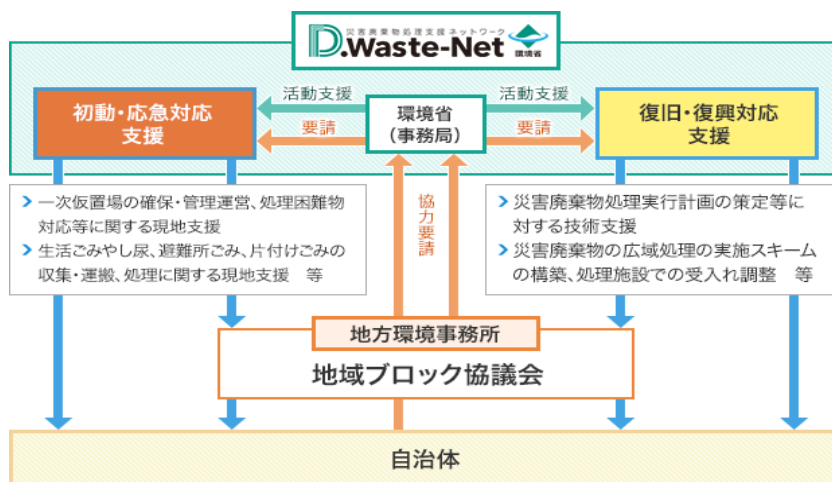 災害廃棄物処理支援ネットワーク
D.Waste-Net
環境省
初動・応急対応
支援
活動支援
要請
環境省
(事務局)
活動支援
要請
復旧・復興対応
支援
一次仮置場の確保・管理運営、処理困難物
対応等に関する現地支援
生活ごみやし尿、避難所ごみ、片付けごみの
収集・運搬、処理に関する現地支援 等
協力要請
災害廃棄物処理実行計画の策定等に
対する技術支援
災害廃棄物の広域処理の実施スキーム
の構築、処理施設での受入れ調整 等
地方環境事務所
地域ブロック協議会
自治体